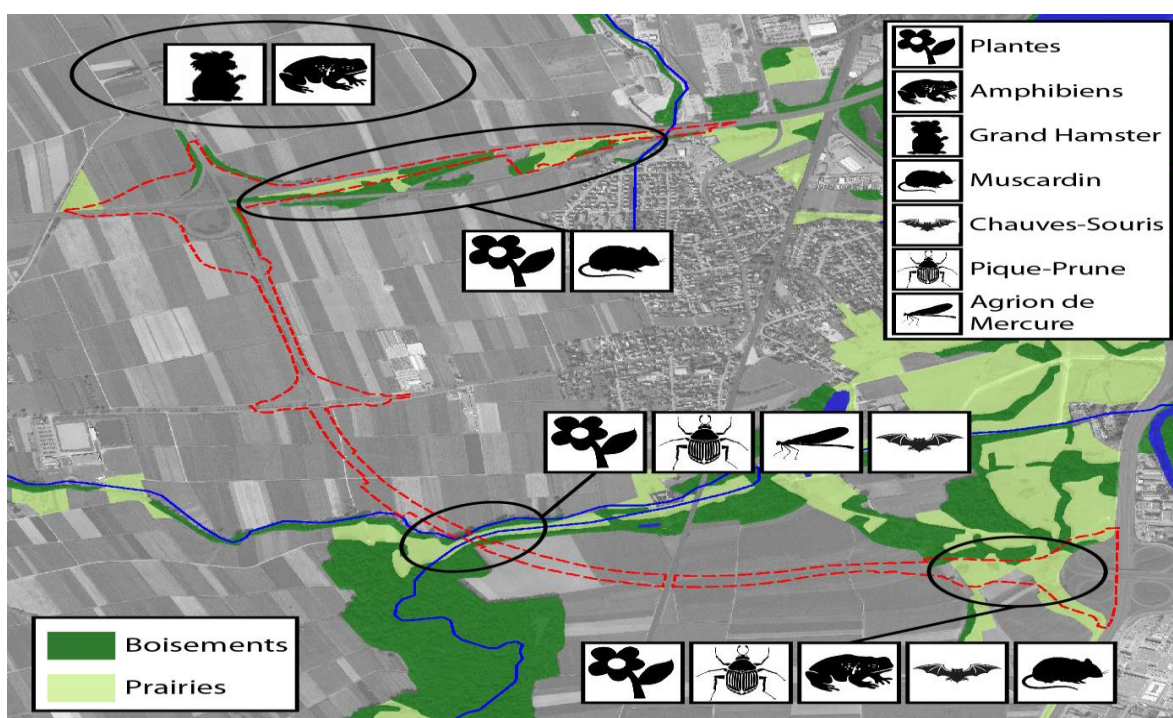 Plantes
Amphibiens
Grand Hamster
Muscardin
Chauves-Souris
Pique-Prune
Agrion de
Mercure
Boisements
Prairies